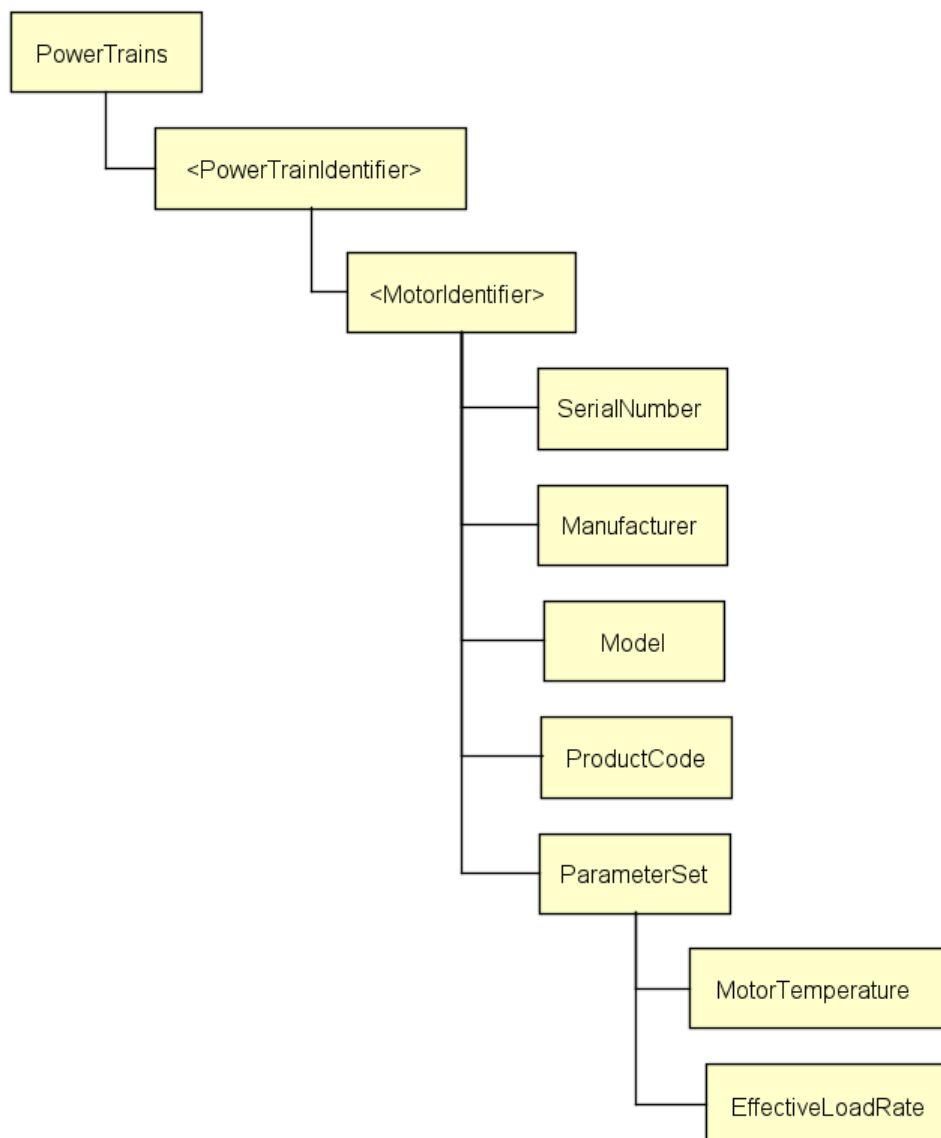 PowerTrains
<PowerTrainIdentifier>
<MotorIdentifier>
SerialNumber
Manufacturer
Model
ProductCode
ParameterSet
MotorTemperature
EffectiveLoadRate